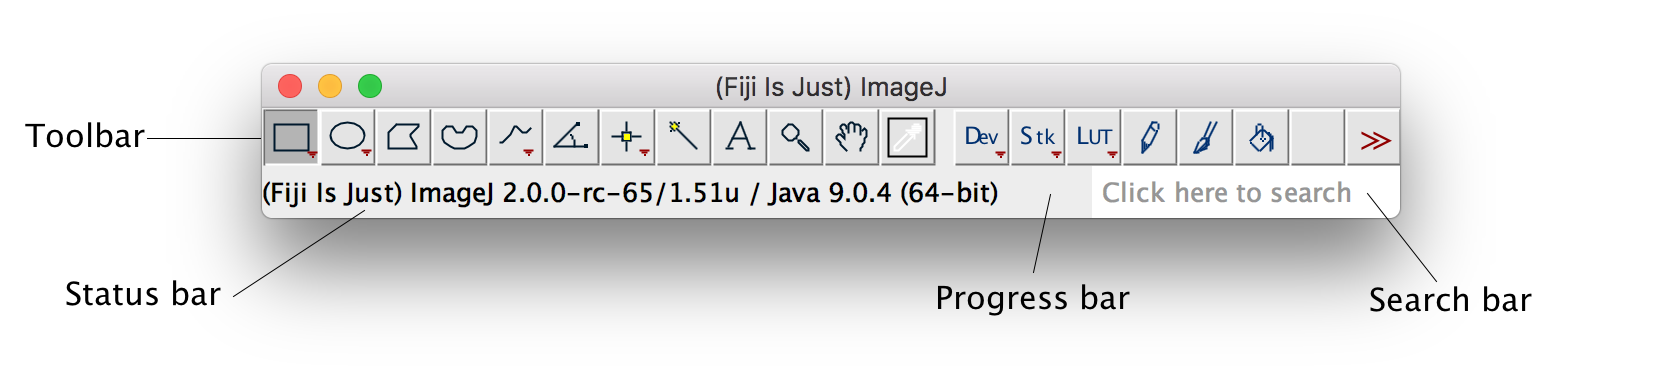 (Fiji Is Just) ImageJ
Toolbar
A Dev Stk LUT
(Fiji Is Just) ImageJ 2.0.0-rc-65/1.51u / Java 9.0.4 (64-bit) Click here to search
Status bar
Progress bar
Search bar